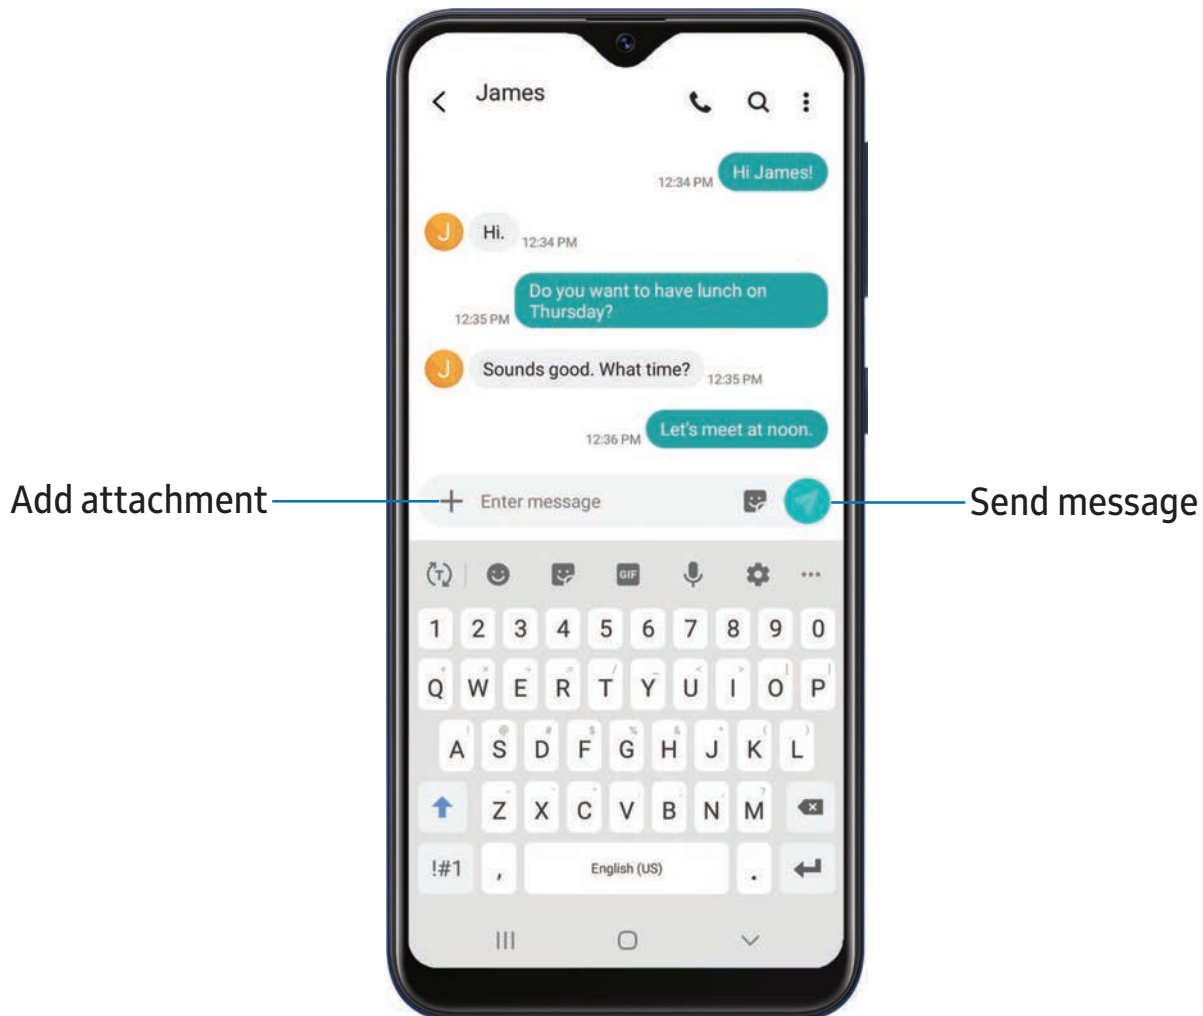 James
12:34 PM Hi James!
J Hi. 12:34 PM
Do you want to have lunch on
12:35 PM Thursday?
J Sounds good. What time? 12:35 PM
12:36 PM Let's meet at noon.
Add attachment
Enter message
Send message
T GIF
1 2 3 4 5 6 7 8 9 0
Q W E R T Y U I O P
A S D F G H J K L
Z X C V B N M
!#1 , English (US) .